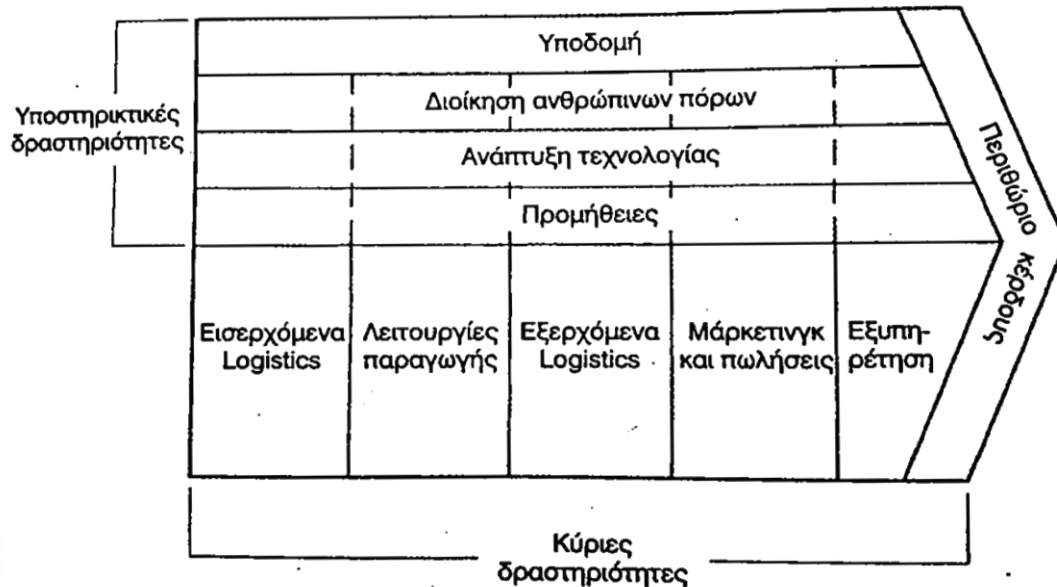 Υποδομή
Διοίκηση ανθρώπινων πόρων
Υποστηρικτικές
δραστηριότητες
Ανάπτυξη τεχνολογίας
Προμήθειες
Περιθώριο κέρδους
Εισερχόμενα
Logistics
Λειτουργίες
παραγωγής
Εξερχόμενα
Logistics
Μάρκετινγκ
και πωλήσεις
Εξυπη-
ρέτηση
Κύριες
δραστηριότητες